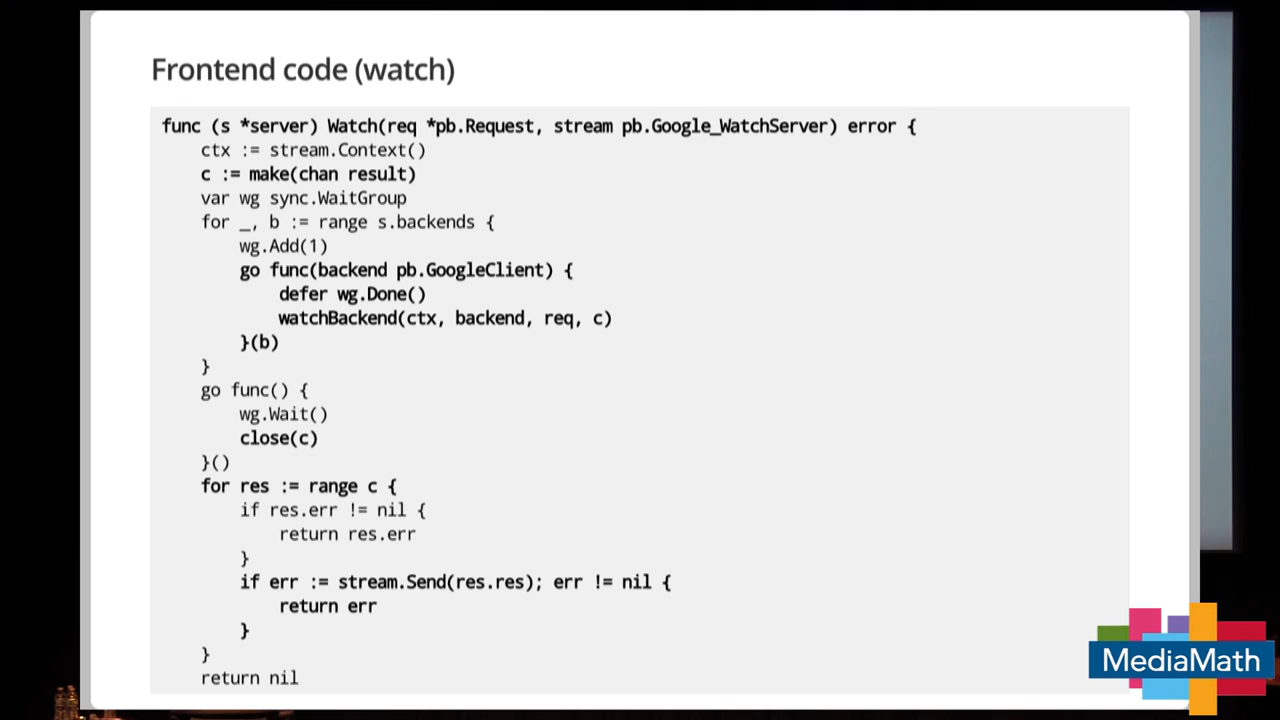 Frontend code (watch)
func (s *server) Watch(req *pb.Request, stream pb.Google_WatchServer) error {
    ctx := stream.Context()
    c := make(chan result)
    var wg sync.WaitGroup
    for _, b := range s.backends {
        wg.Add(1)
        go func(backend pb.GoogleClient) {
            defer wg.Done()
            watchBackend(ctx, backend, req, c)
        }(b)
    }
    go func() {
        wg.Wait()
        close(c)
    }()
    for res := range c {
        if res.err != nil {
            return res.err
        }
        if err := stream.Send(res.res); err != nil {
            return err
        }
    }
    return nil
MediaMath